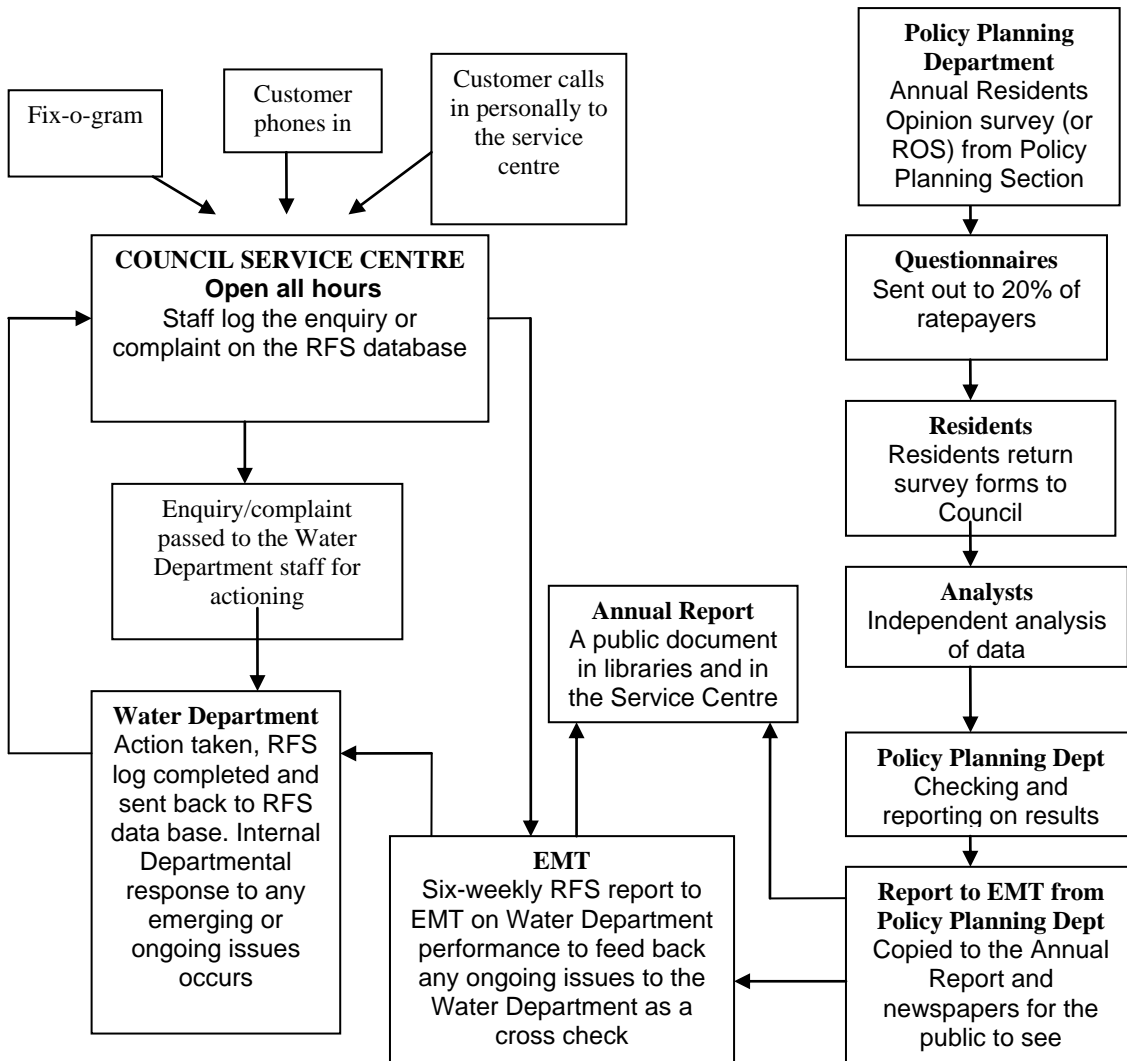 Fix-o-gram
Customer
phones in
Customer calls
in personally to
the service
centre
COUNCIL SERVICE CENTRE
Open all hours
Staff log the enquiry or
complaint on the RFS database
Enquiry/complaint
passed to the Water
Department staff for
actioning
Water Department
Action taken, RFS
log completed and
sent back to RFS
data base. Internal
Departmental
response to any
emerging or
ongoing issues
occurs
Annual Report
A public document
in libraries and in
the Service Centre
EMT
Six-weekly RFS report to
EMT on Water Department
performance to feed back
any ongoing issues to the
Water Department as a
cross check
Policy Planning
Department
Annual Residents
Opinion survey (or
ROS) from Policy
Planning Section
Questionnaires
Sent out to 20% of
ratepayers
Residents
Residents return
survey forms to
Council
Analysts
Independent analysis
of data
Policy Planning Dept
Checking and
reporting on results
Report to EMT from
Policy Planning Dept
Copied to the Annual
Report and
newspapers for the
public to see